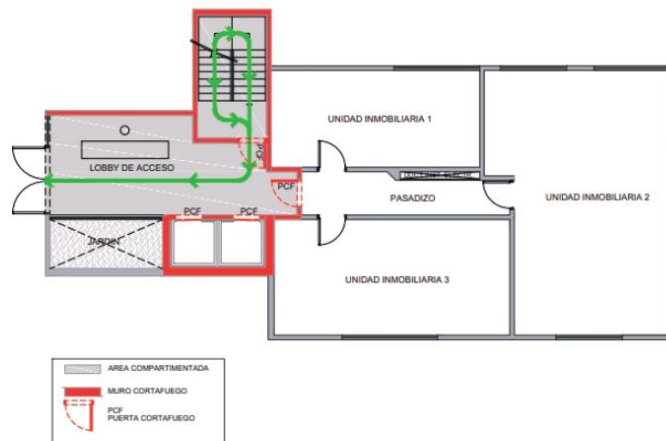 UNIDAD INMOBILIARIA 1
PCF
LOBBY DE ACCESO
PCF
PASADIZO
UNIDAD INMOBILIARIA 2
PCF
PCF
JARDIN
UNIDAD INMOBILIARIA 3
AREA COMPARTIMENTADA
MURO CORTAFUEGO
PCF
PUERTA CORTAFUEGO